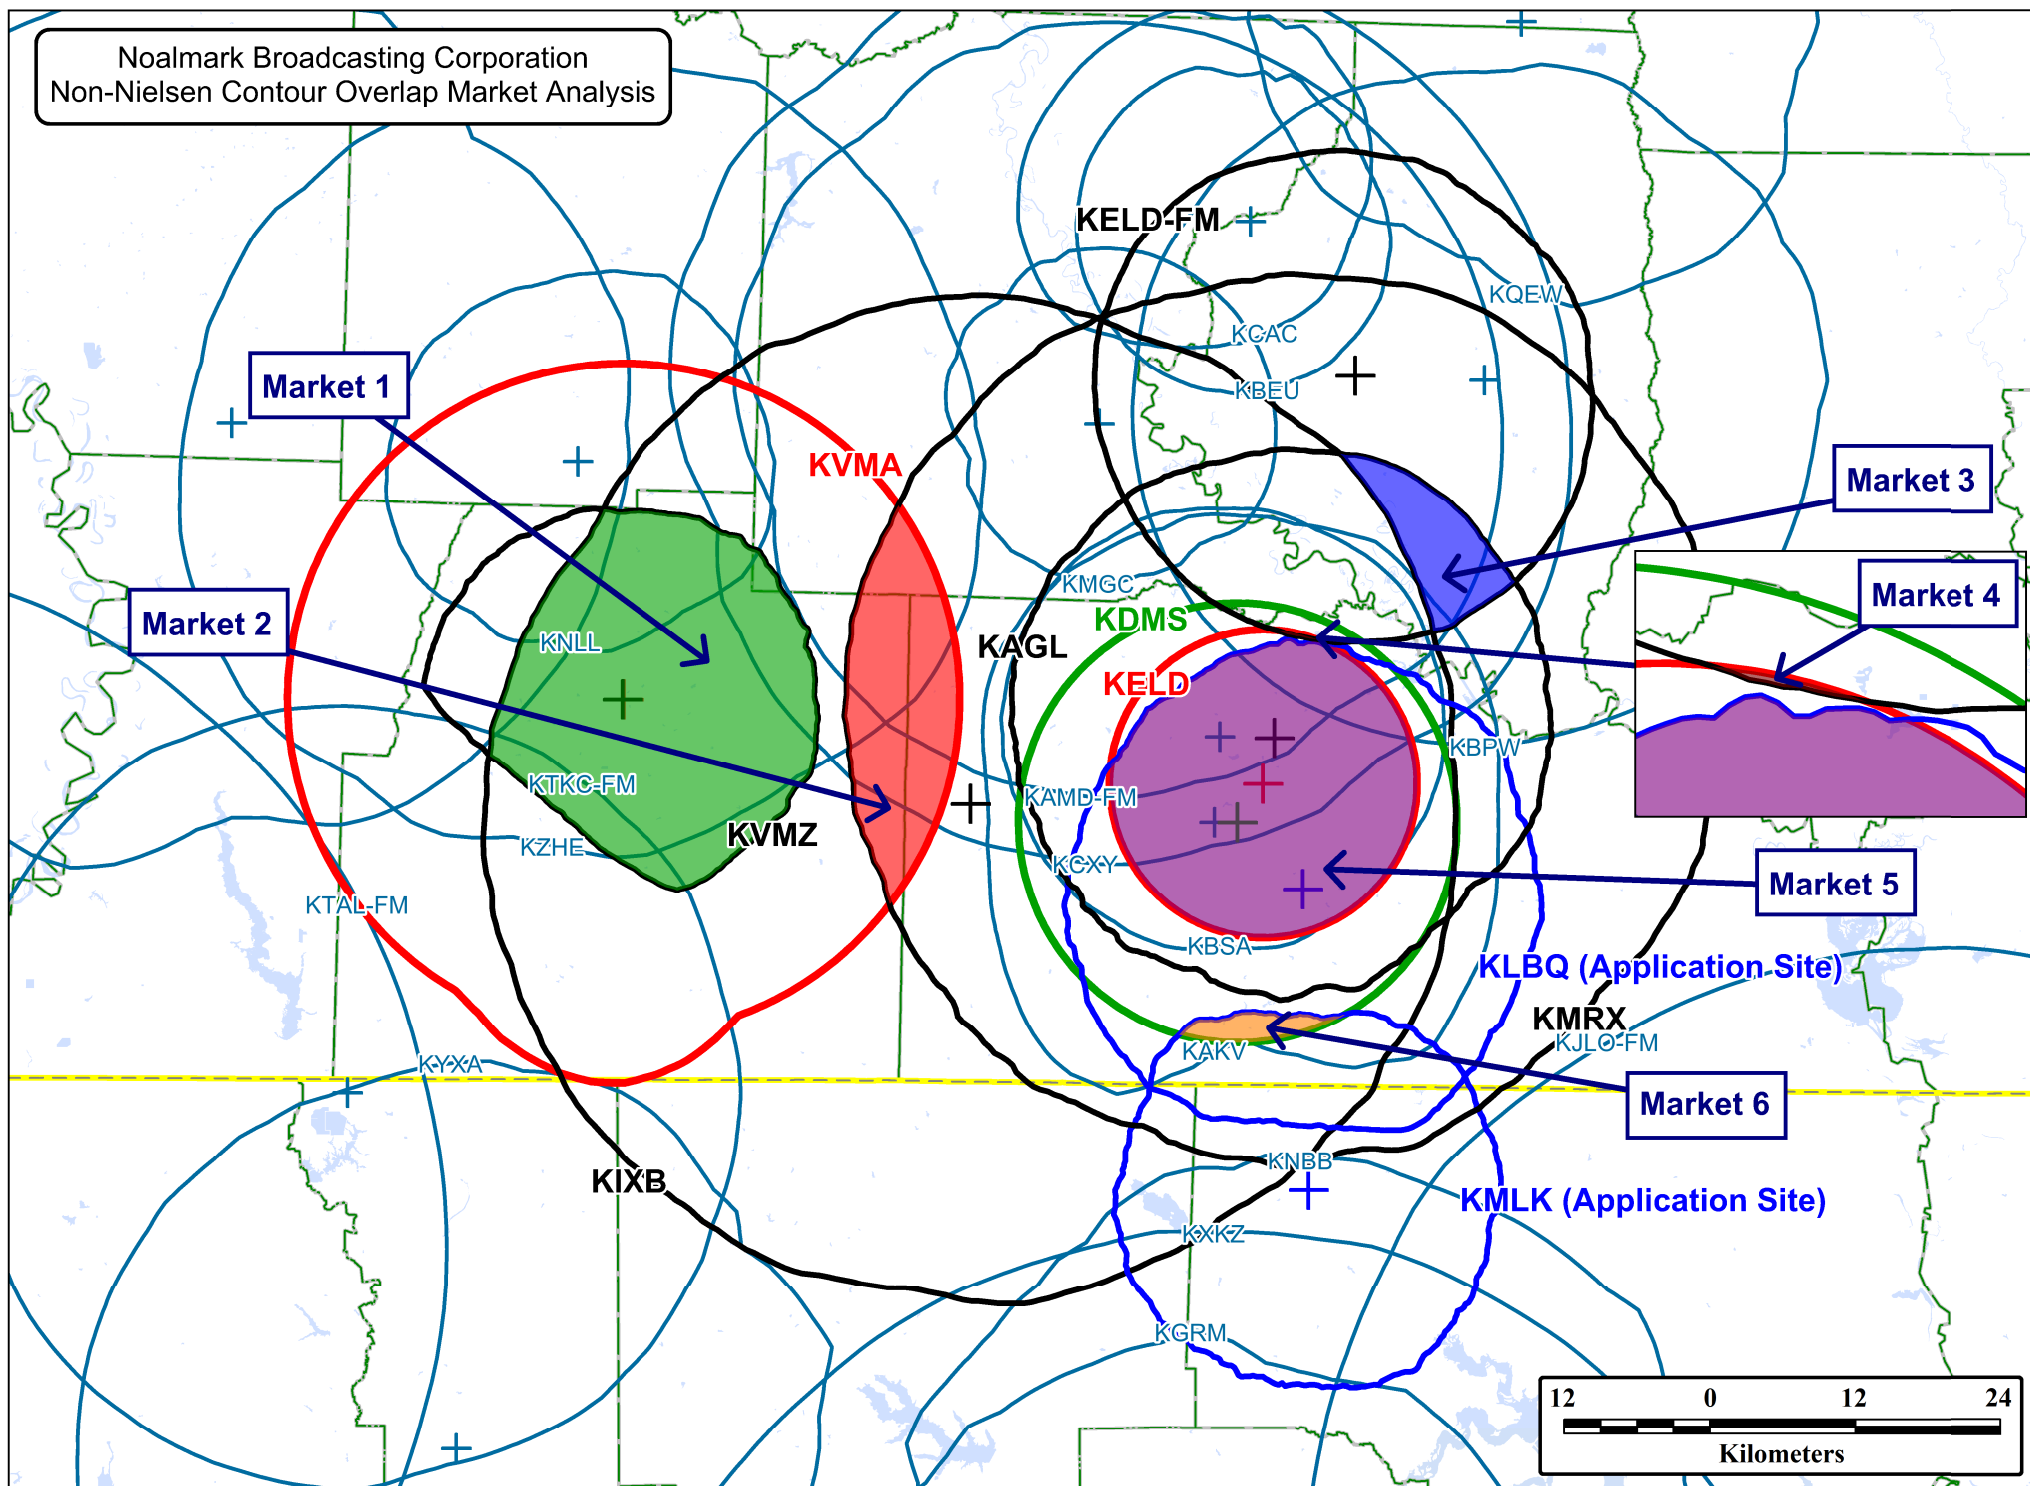 Noalmark Broadcasting Corporation
Non-Nielsen Contour Overlap Market Analysis
KELD-FM
KQEW
KCAC
KBEU
Market 1
KVMA
Market 3
KMGC
Market 4
KDMS
Market 2
KNLL
KAGL
KELD
KBPW
KTKC-FM
KAMD-FM
KVMZ
KZHE
KCXY
Market 5
KTAL-FM
KBSA
KLBQ (Application Site)
KMRX
KJLO-FM
KAKV
KYXA
Market 6
KNBB
KIXB
KMLK (Application Site)
KXKZ
KGRM
12 0 12 24
Kilometers